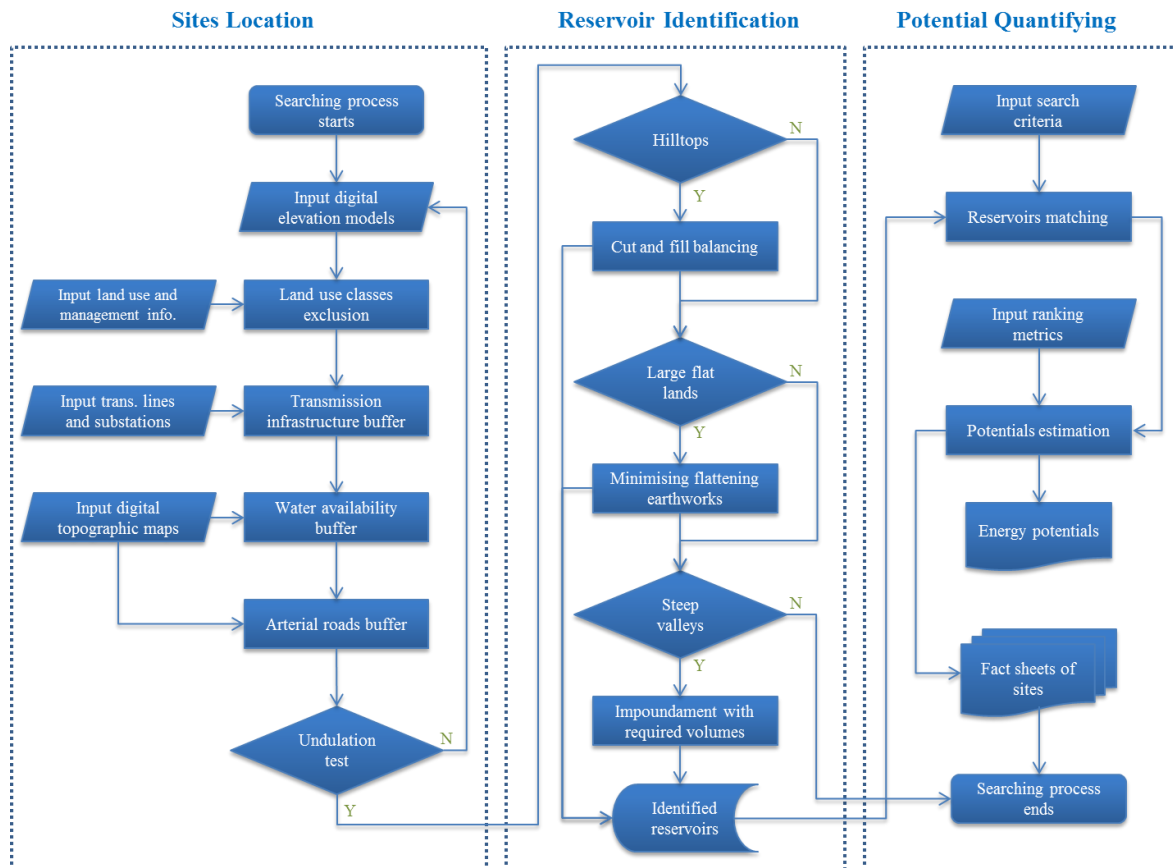 Sites Location
Searching process
starts
Input digital
elevation models
Input land use and
management info.
Land use classes
exclusion
Input trans. lines
and substations
Transmission
infrastructure buffer
Input digital
topographic maps
Water availability
buffer
Arterial roads buffer
Undulation
test
N
Y
Reservoir Identification
Hilltops
N
Y
Cut and fill balancing
Large flat
lands
N
Y
Minimising flattening
earthworks
Steep
valleys
N
Y
Impoundament with
required volumes
Identified
reservoirs
Potential Quantifying
Input search
criteria
Reservoirs matching
Input ranking
metrics
Potentials estimation
Energy potentials
Fact sheets of
sites
Searching process
ends